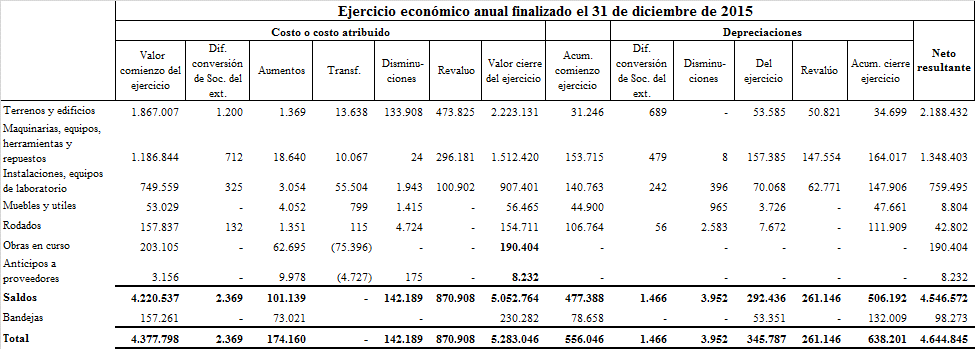 Ejercicio económico anual finalizado el 31 de diciembre de 2015
Costo o costo atribuido Depreciaciones
Valor comienzo del ejercicio Dif. conversión de Soc. del ext. Aumentos Transf. Disminu-ciones Revaluo Valor cierre del ejercicio Acum. comienzo ejercicio Dif. conversión de Soc. del ext. Disminu-ciones Del ejercicio Revalúo Acum. cierre ejercicio Neto resultante
Terrenos y edificios 1.867.007 1.200 1.369 13.638 133.908 473.825 2.223.131 31.246 689 - 53.585 50.821 34.699 2.188.432
Maquinarias, equipos,
herramientas y
repuestos 1.186.844 712 18.640 10.067 24 296.181 1.512.420 153.715 479 8 157.385 147.554 164.017 1.348.403
Instalaciones, equipos
de laboratorio 749.559 325 3.054 55.504 1.943 100.902 907.401 140.763 242 396 70.068 62.771 147.906 759.495
Muebles y utiles 53.029 - 4.052 799 1.415 - 56.465 44.900 965 3.726 - 47.661 8.804
Rodados 157.837 132 1.351 115 4.724 - 154.711 106.764 56 2.583 7.672 - 111.909 42.802
Obras en curso 203.105 - 62.695 (75.396) - - 190.404 - - - - - - 190.404
Anticipos a
proveedores 3.156 - 9.978 (4.727) 175 - 8.232 - - - - - - 8.232
Saldos 4.220.537 2.369 101.139 - 142.189 870.908 5.052.764 477.388 1.466 3.952 292.436 261.146 506.192 4.546.572
Bandejas 157.261 - 73.021 - - 230.282 78.658 - - 53.351 - 132.009 98.273
Total 4.377.798 2.369 174.160 - 142.189 870.908 5.283.046 556.046 1.466 3.952 345.787 261.146 638.201 4.644.845